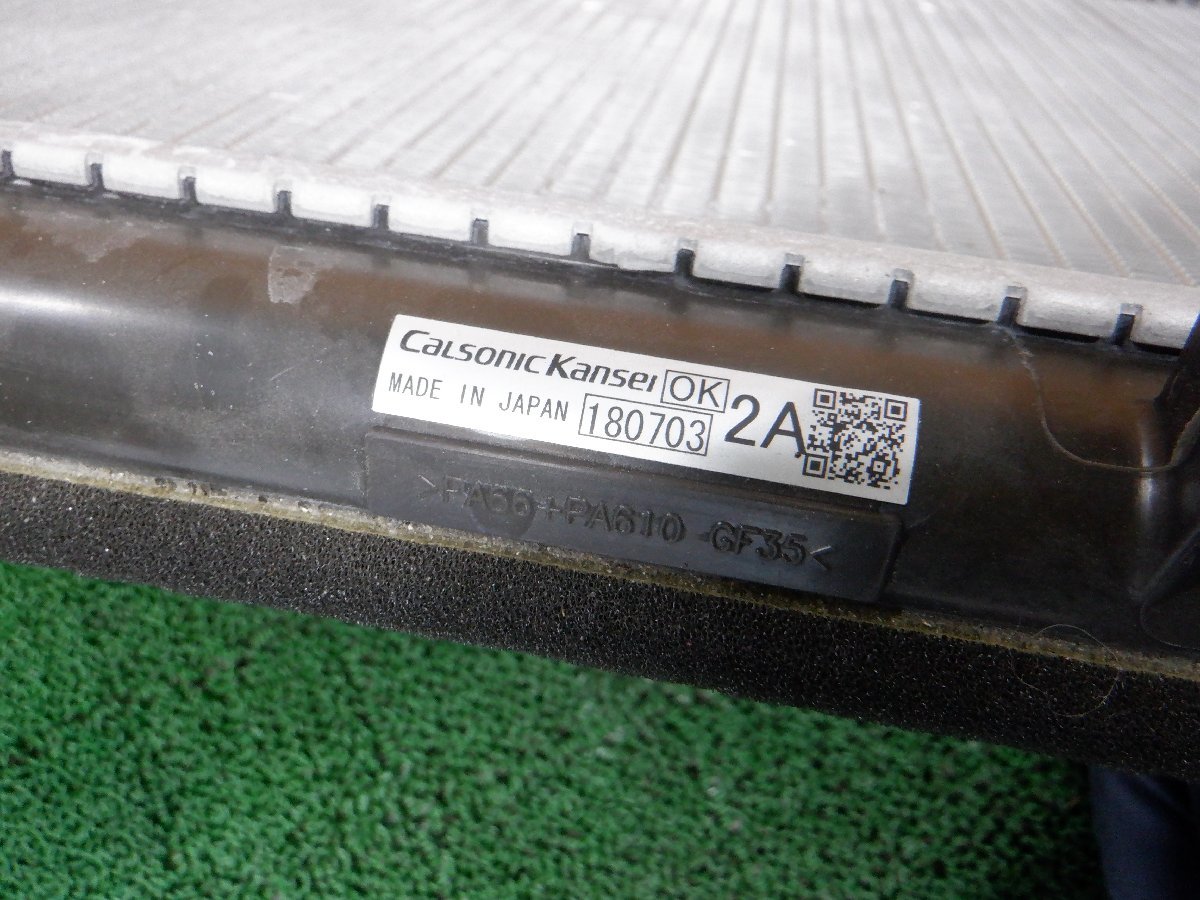 CalsonicKansei OK
MADE IN JAPAN 180703 2A
>PA66+PA610-GF35<